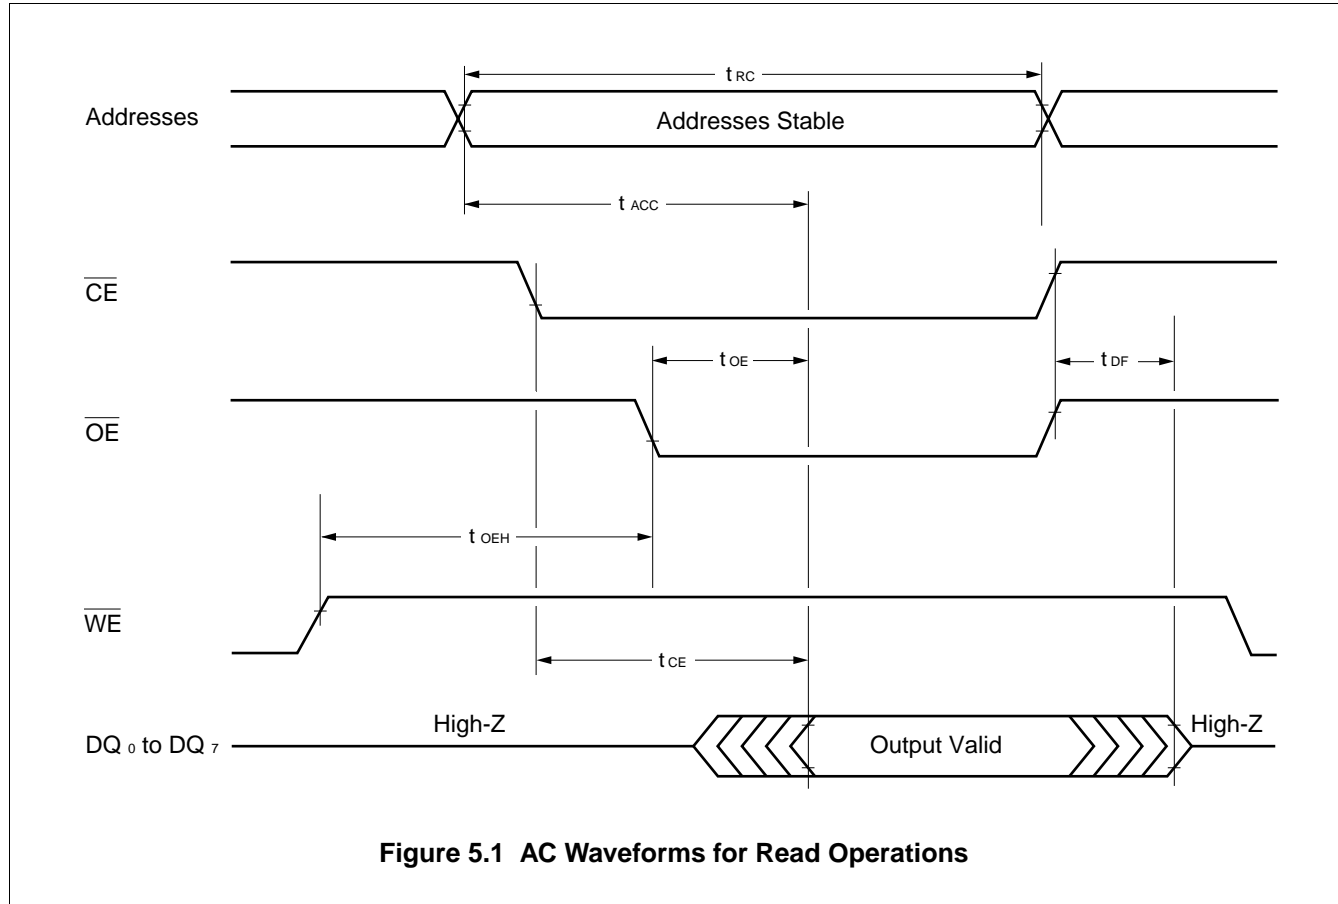 t RC
Addresses
Addresses Stable
t ACC
CE
t OE
t DF
OE
t OEH
WE
t CE
High-Z
High-Z
DQ 0 to DQ 7
Output Valid
Figure 5.1 AC Waveforms for Read Operations